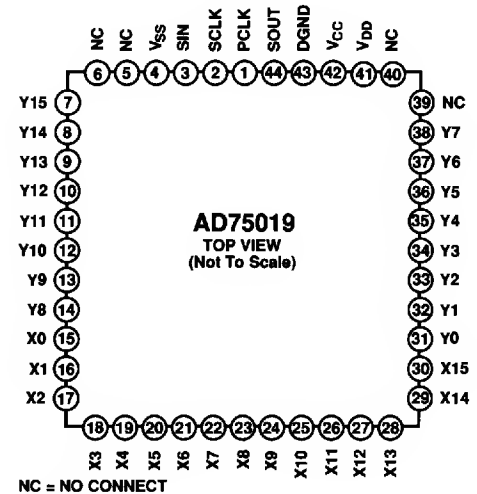 NC NC VSS SIN SCLK PCLK SOUT DGND VCC VDD NC
6 5 4 3 2 1 44 43 42 41 40
Y15 7 39 NC
Y14 8 38 Y7
Y13 9 37 Y6
Y12 10 36 Y5
Y11 11 35 Y4
Y10 12 34 Y3
Y9 13 33 Y2
Y8 14 32 Y1
X0 15 31 Y0
X1 16 30 X15
X2 17 29 X14
AD75019
TOP VIEW
(Not To Scale)
18 19 20 21 22 23 24 25 26 27 28
X3 X4 X5 X6 X7 X8 X9 X10 X11 X12 X13
NC = NO CONNECT